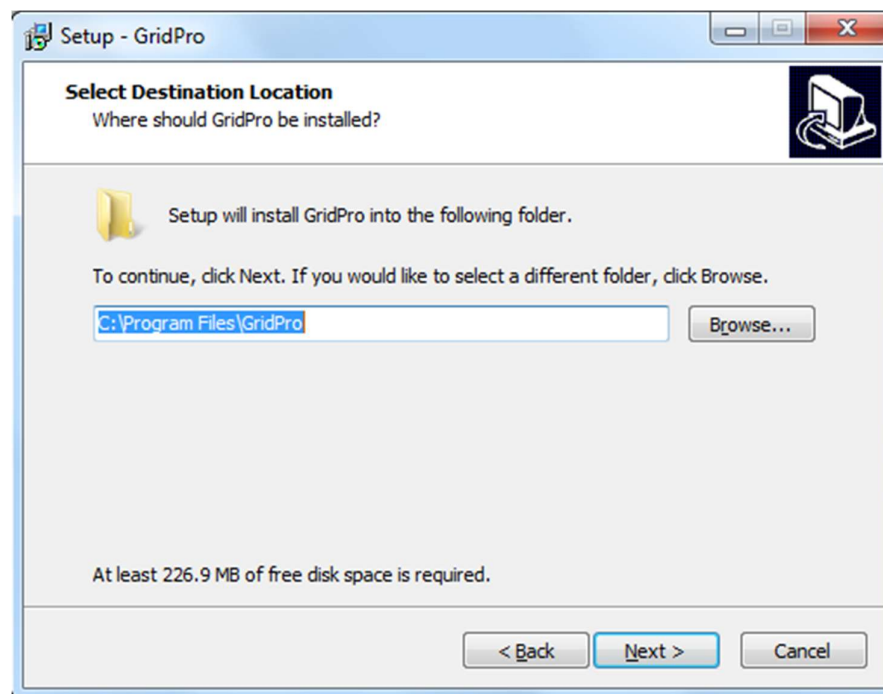 Setup - GridPro
Select Destination Location
Where should GridPro be installed?
Setup will install GridPro into the following folder.
To continue, click Next. If you would like to select a different folder, click Browse.
C:\Program Files\GridPro
Browse...
At least 226.9 MB of free disk space is required.
< Back
Next >
Cancel